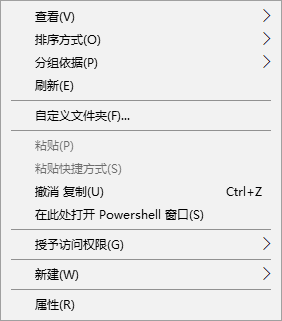 查看(V)
排序方式(O)
分组依据(P)
刷新(E)
自定义文件夹(F)...
粘贴(P)
粘贴快捷方式(S)
撤消 复制(U) Ctrl+Z
在此处打开 Powershell 窗口(S)
授予访问权限(G)
新建(W)
属性(R)